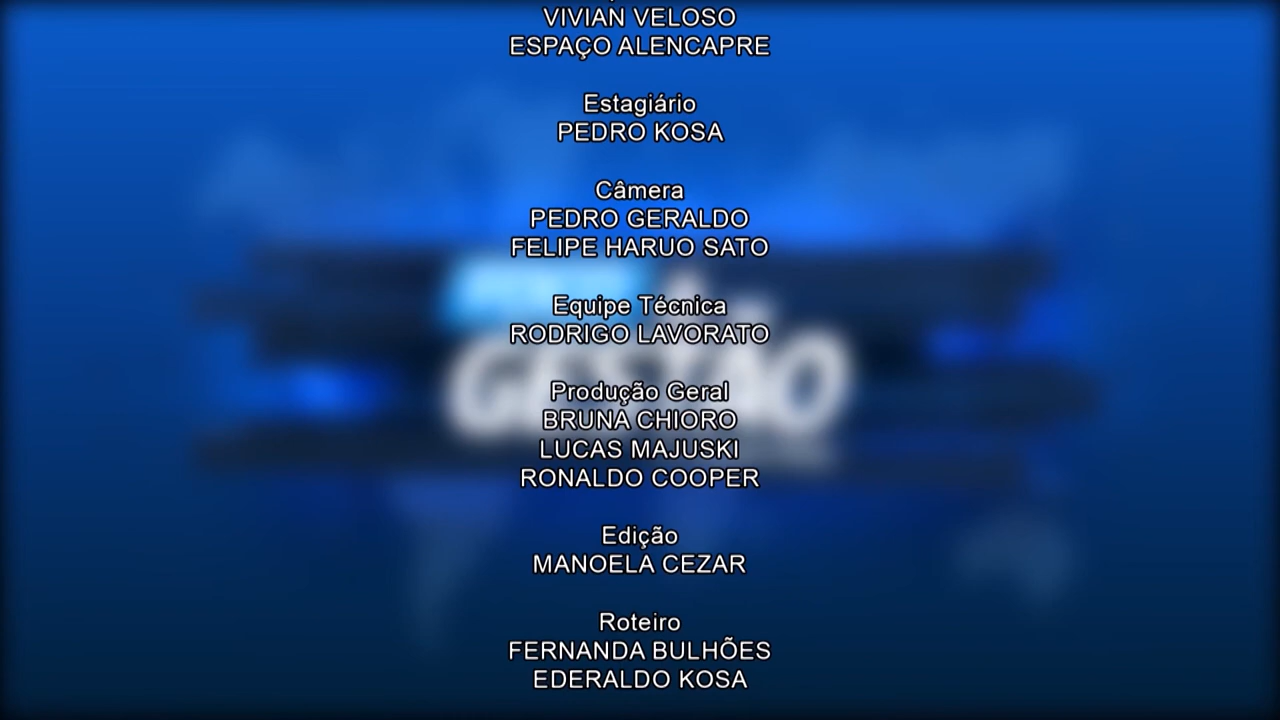 VIVIAN VELOSO
ESPAÇO ALENCAPRE
Estagiário
PEDRO KOSA
Câmera
PEDRO GERALDO
FELIPE HARUO SATO
Equipe Técnica
RODRIGO LAVORATO
Produção Geral
BRUNA CHIORO
LUCAS MAJUSKI
RONALDO COOPER
Edição
MANOELA CEZAR
Roteiro
FERNANDA BULHÕES
EDERALDO KOSA
GESTÃO